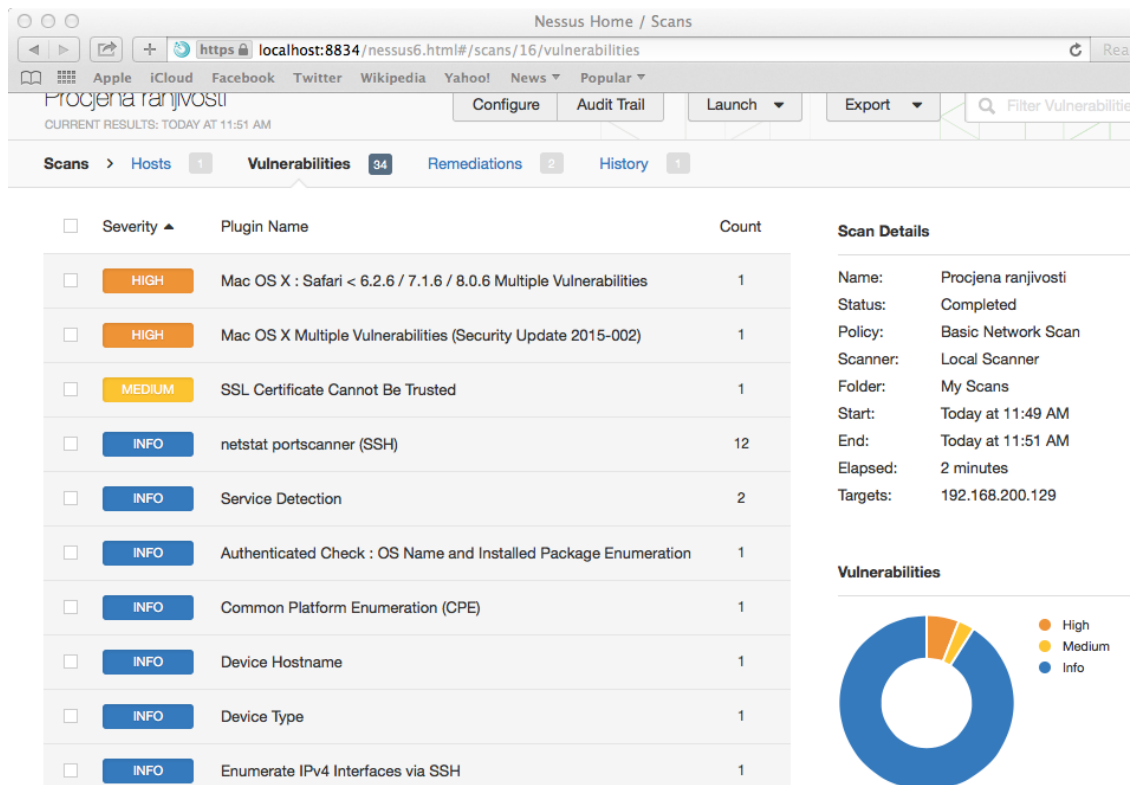 Nessus Home / Scans
https localhost:8834/nessus6.html#/scans/16/vulnerabilities
Apple iCloud Facebook Twitter Wikipedia Yahoo! News Popular
Procjena ranjivosti
CURRENT RESULTS: TODAY AT 11:51 AM
Configure Audit Trail Launch Export Filter Vulnerabilitie
Scans > Hosts 1 Vulnerabilities 34 Remediations 2 History 1
Severity Plugin Name Count
HIGH Mac OS X : Safari < 6.2.6 / 7.1.6 / 8.0.6 Multiple Vulnerabilities 1
HIGH Mac OS X Multiple Vulnerabilities (Security Update 2015-002) 1
MEDIUM SSL Certificate Cannot Be Trusted 1
INFO netstat portscanner (SSH) 12
INFO Service Detection 2
INFO Authenticated Check : OS Name and Installed Package Enumeration 1
INFO Common Platform Enumeration (CPE) 1
INFO Device Hostname 1
INFO Device Type 1
INFO Enumerate IPv4 Interfaces via SSH 1
Scan Details
Name: Procjena ranjivosti
Status: Completed
Policy: Basic Network Scan
Scanner: Local Scanner
Folder: My Scans
Start: Today at 11:49 AM
End: Today at 11:51 AM
Elapsed: 2 minutes
Targets: 192.168.200.129
Vulnerabilities
High
Medium
Info